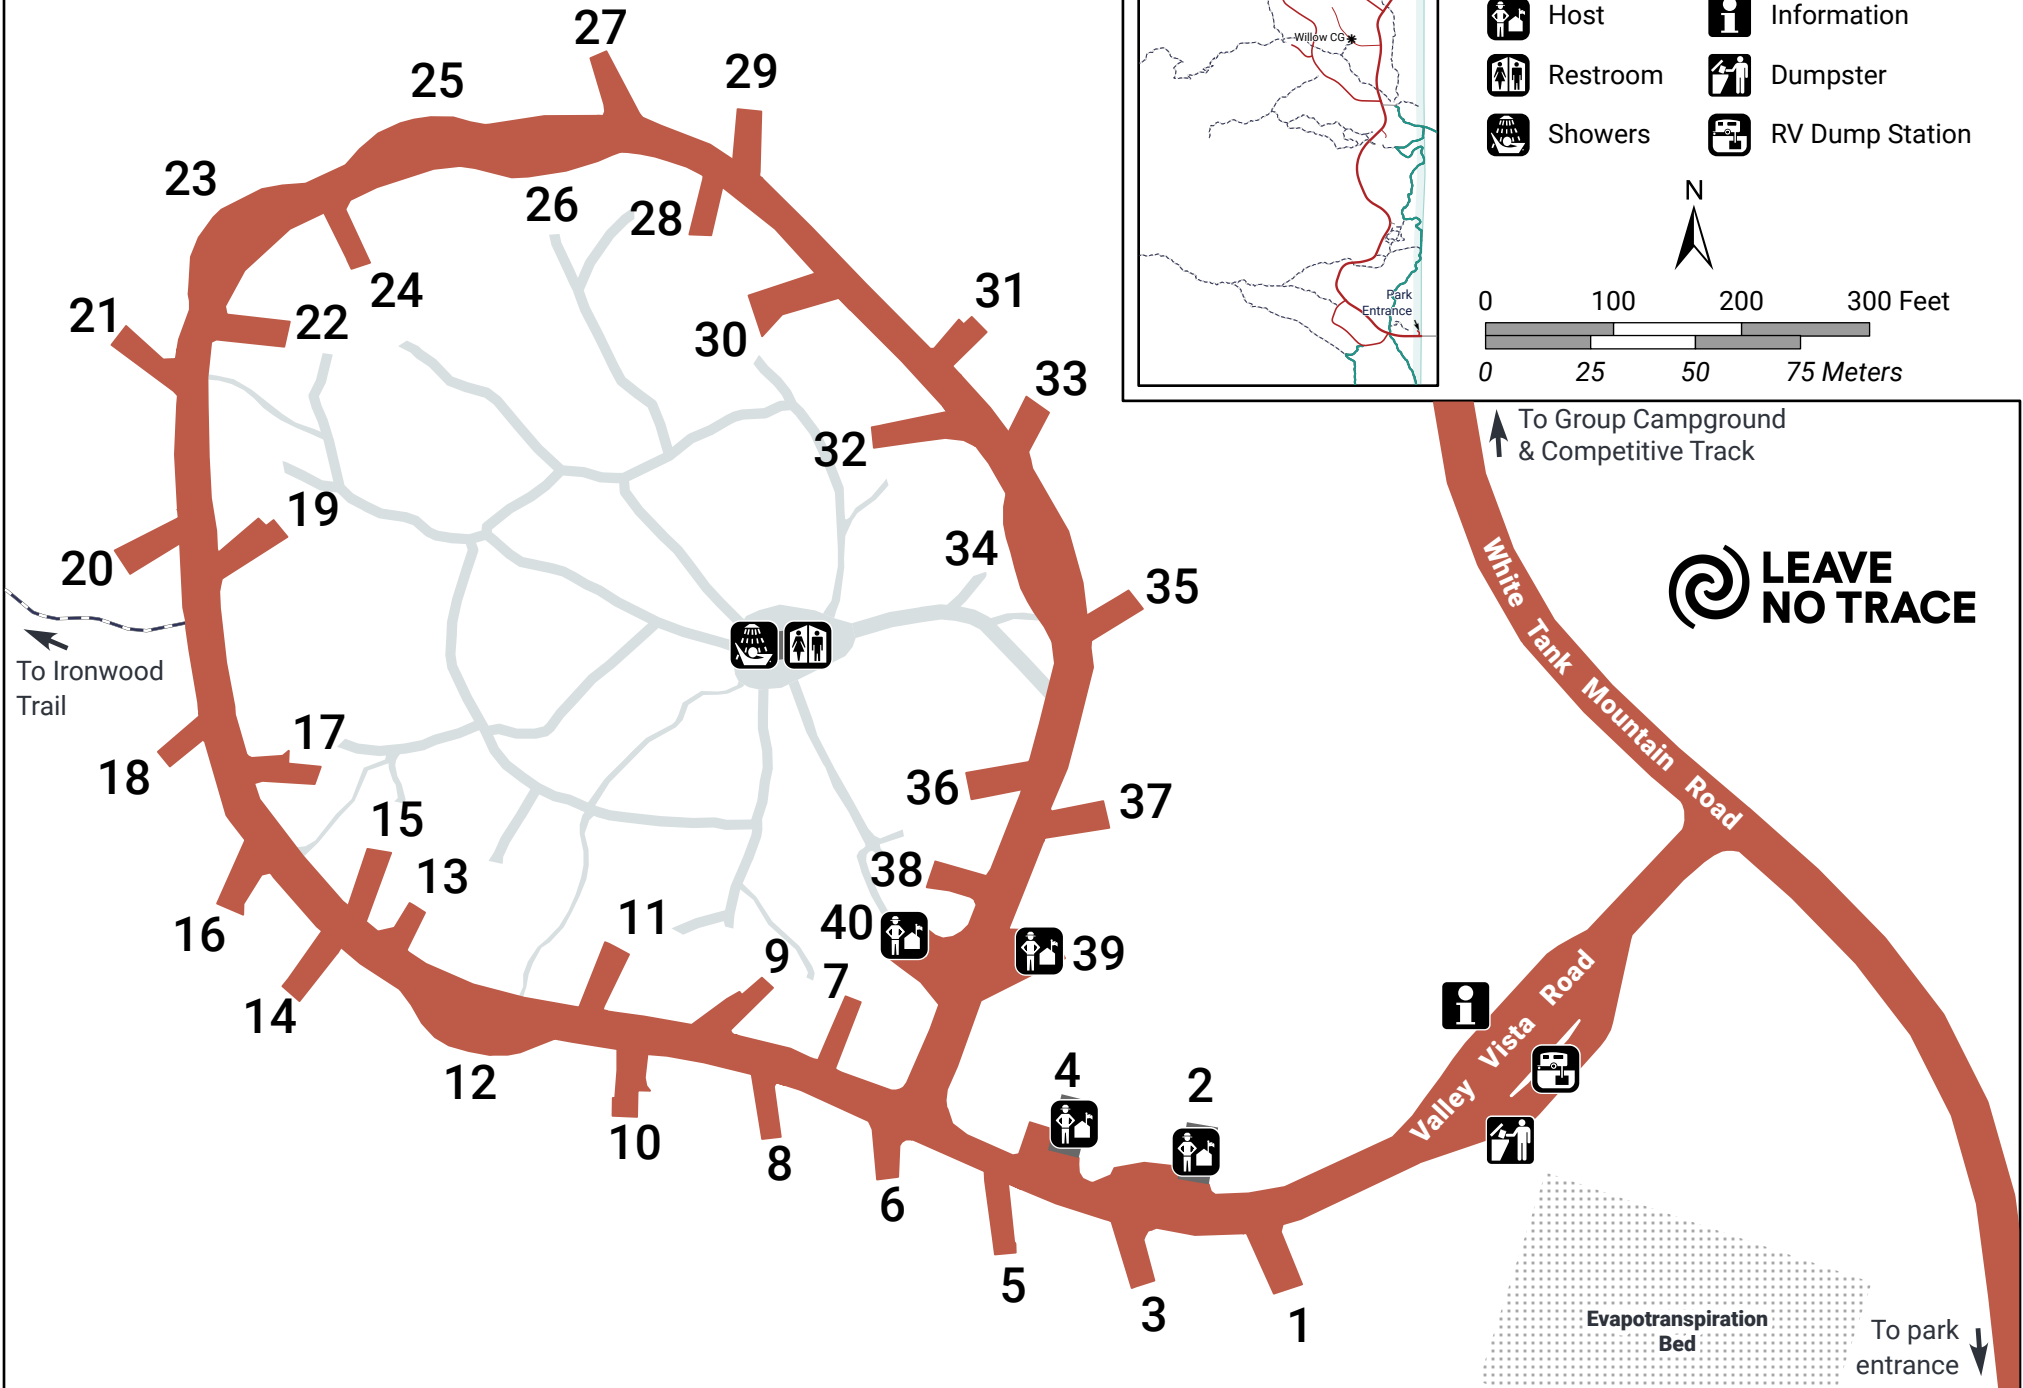 Host
Information
Restroom
Dumpster
Showers
RV Dump Station
Willow CG
Park
Entrance
N
0 100 200 300 Feet
0 25 50 75 Meters
To Group Campground
& Competitive Track
White Tank Mountain Road
LEAVE
NO TRACE
27
29
25
23
26
28
24
21
22
30
31
33
32
19
20
34
35
To Ironwood
Trail
17
18
36
37
15
13
38
16
11
40
39
9
7
14
12
10
8
6
4
2
5
3
1
Valley Vista Road
Evapotranspiration
Bed
To park
entrance